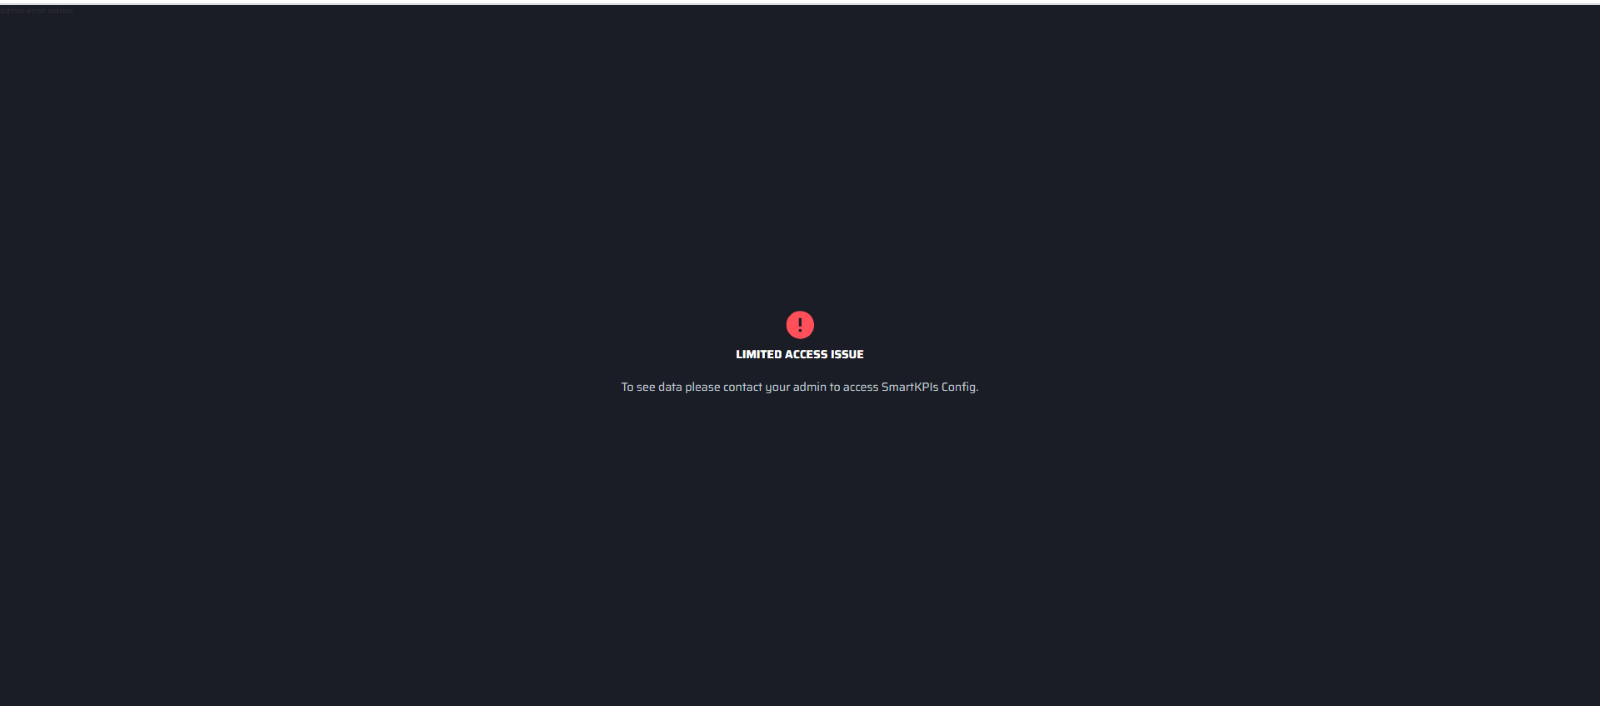 LIMITED ACCESS ISSUE
To see data please contact your admin to access SmartKPIs Config.